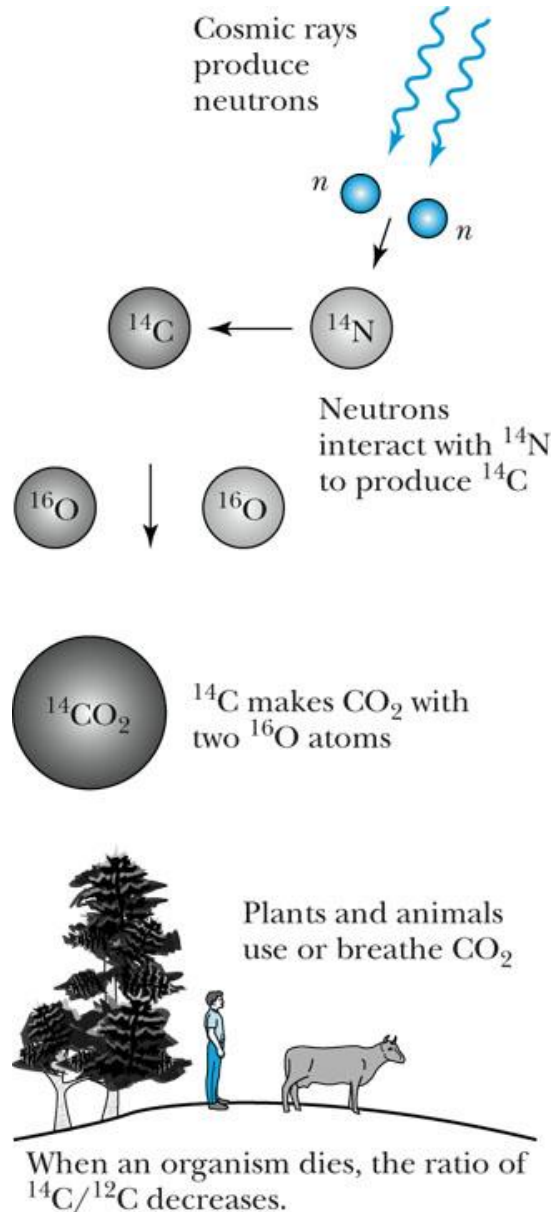 Cosmic rays
produce
neutrons
n
n
¹⁴C
¹⁴N
Neutrons
interact with ¹⁴N
to produce ¹⁴C
¹⁶O
¹⁶O
¹⁴CO₂
¹⁴C makes CO₂ with
two ¹⁶O atoms
Plants and animals
use or breathe CO₂
When an organism dies, the ratio of
¹⁴C/¹²C decreases.